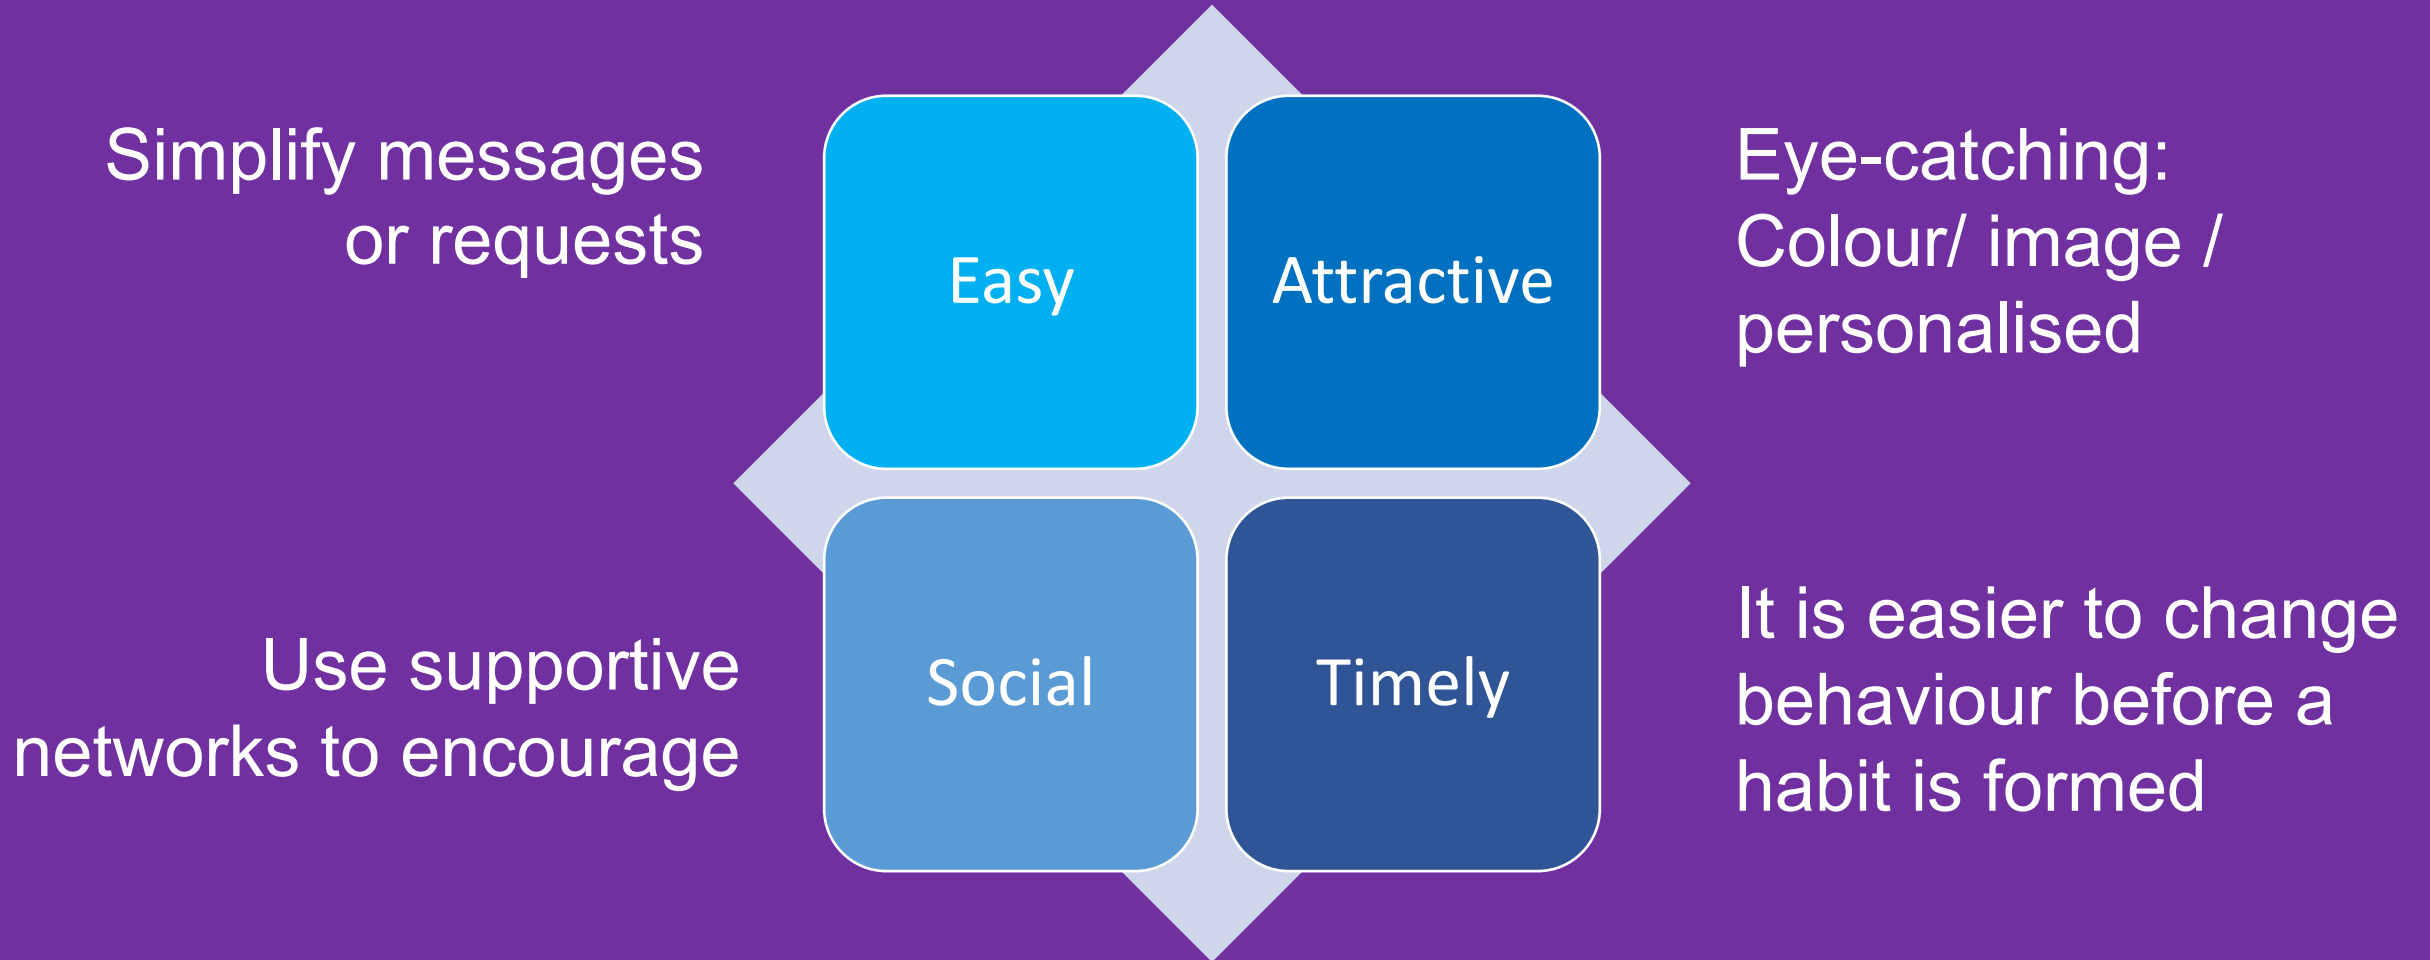 Simplify messages
or requests
Easy
Attractive
Eye-catching:
Colour/ image /
personalised
Use supportive
networks to encourage
Social
Timely
It is easier to change
behaviour before a
habit is formed